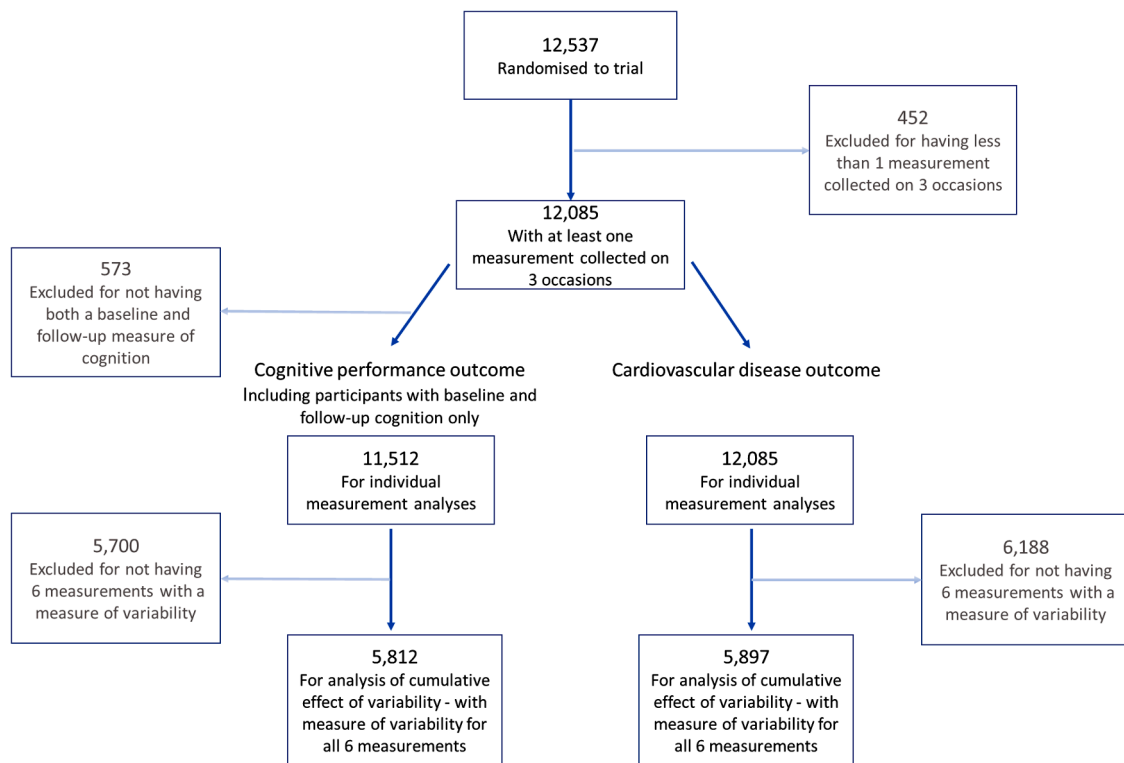 12,537
Randomised to trial
452
Excluded for having less
than 1 measurement
collected on 3 occasions
12,085
With at least one
measurement collected on
3 occasions
573
Excluded for not having
both a baseline and
follow-up measure of
cognition
Cognitive performance outcome
Including participants with baseline and
follow-up cognition only
Cardiovascular disease outcome
11,512
For individual
measurement analyses
12,085
For individual
measurement analyses
5,700
Excluded for not having
6 measurements with a
measure of variability
6,188
Excluded for not having
6 measurements with a
measure of variability
5,812
For analysis of cumulative
effect of variability - with
measure of variability for
all 6 measurements
5,897
For analysis of cumulative
effect of variability - with
measure of variability for
all 6 measurements